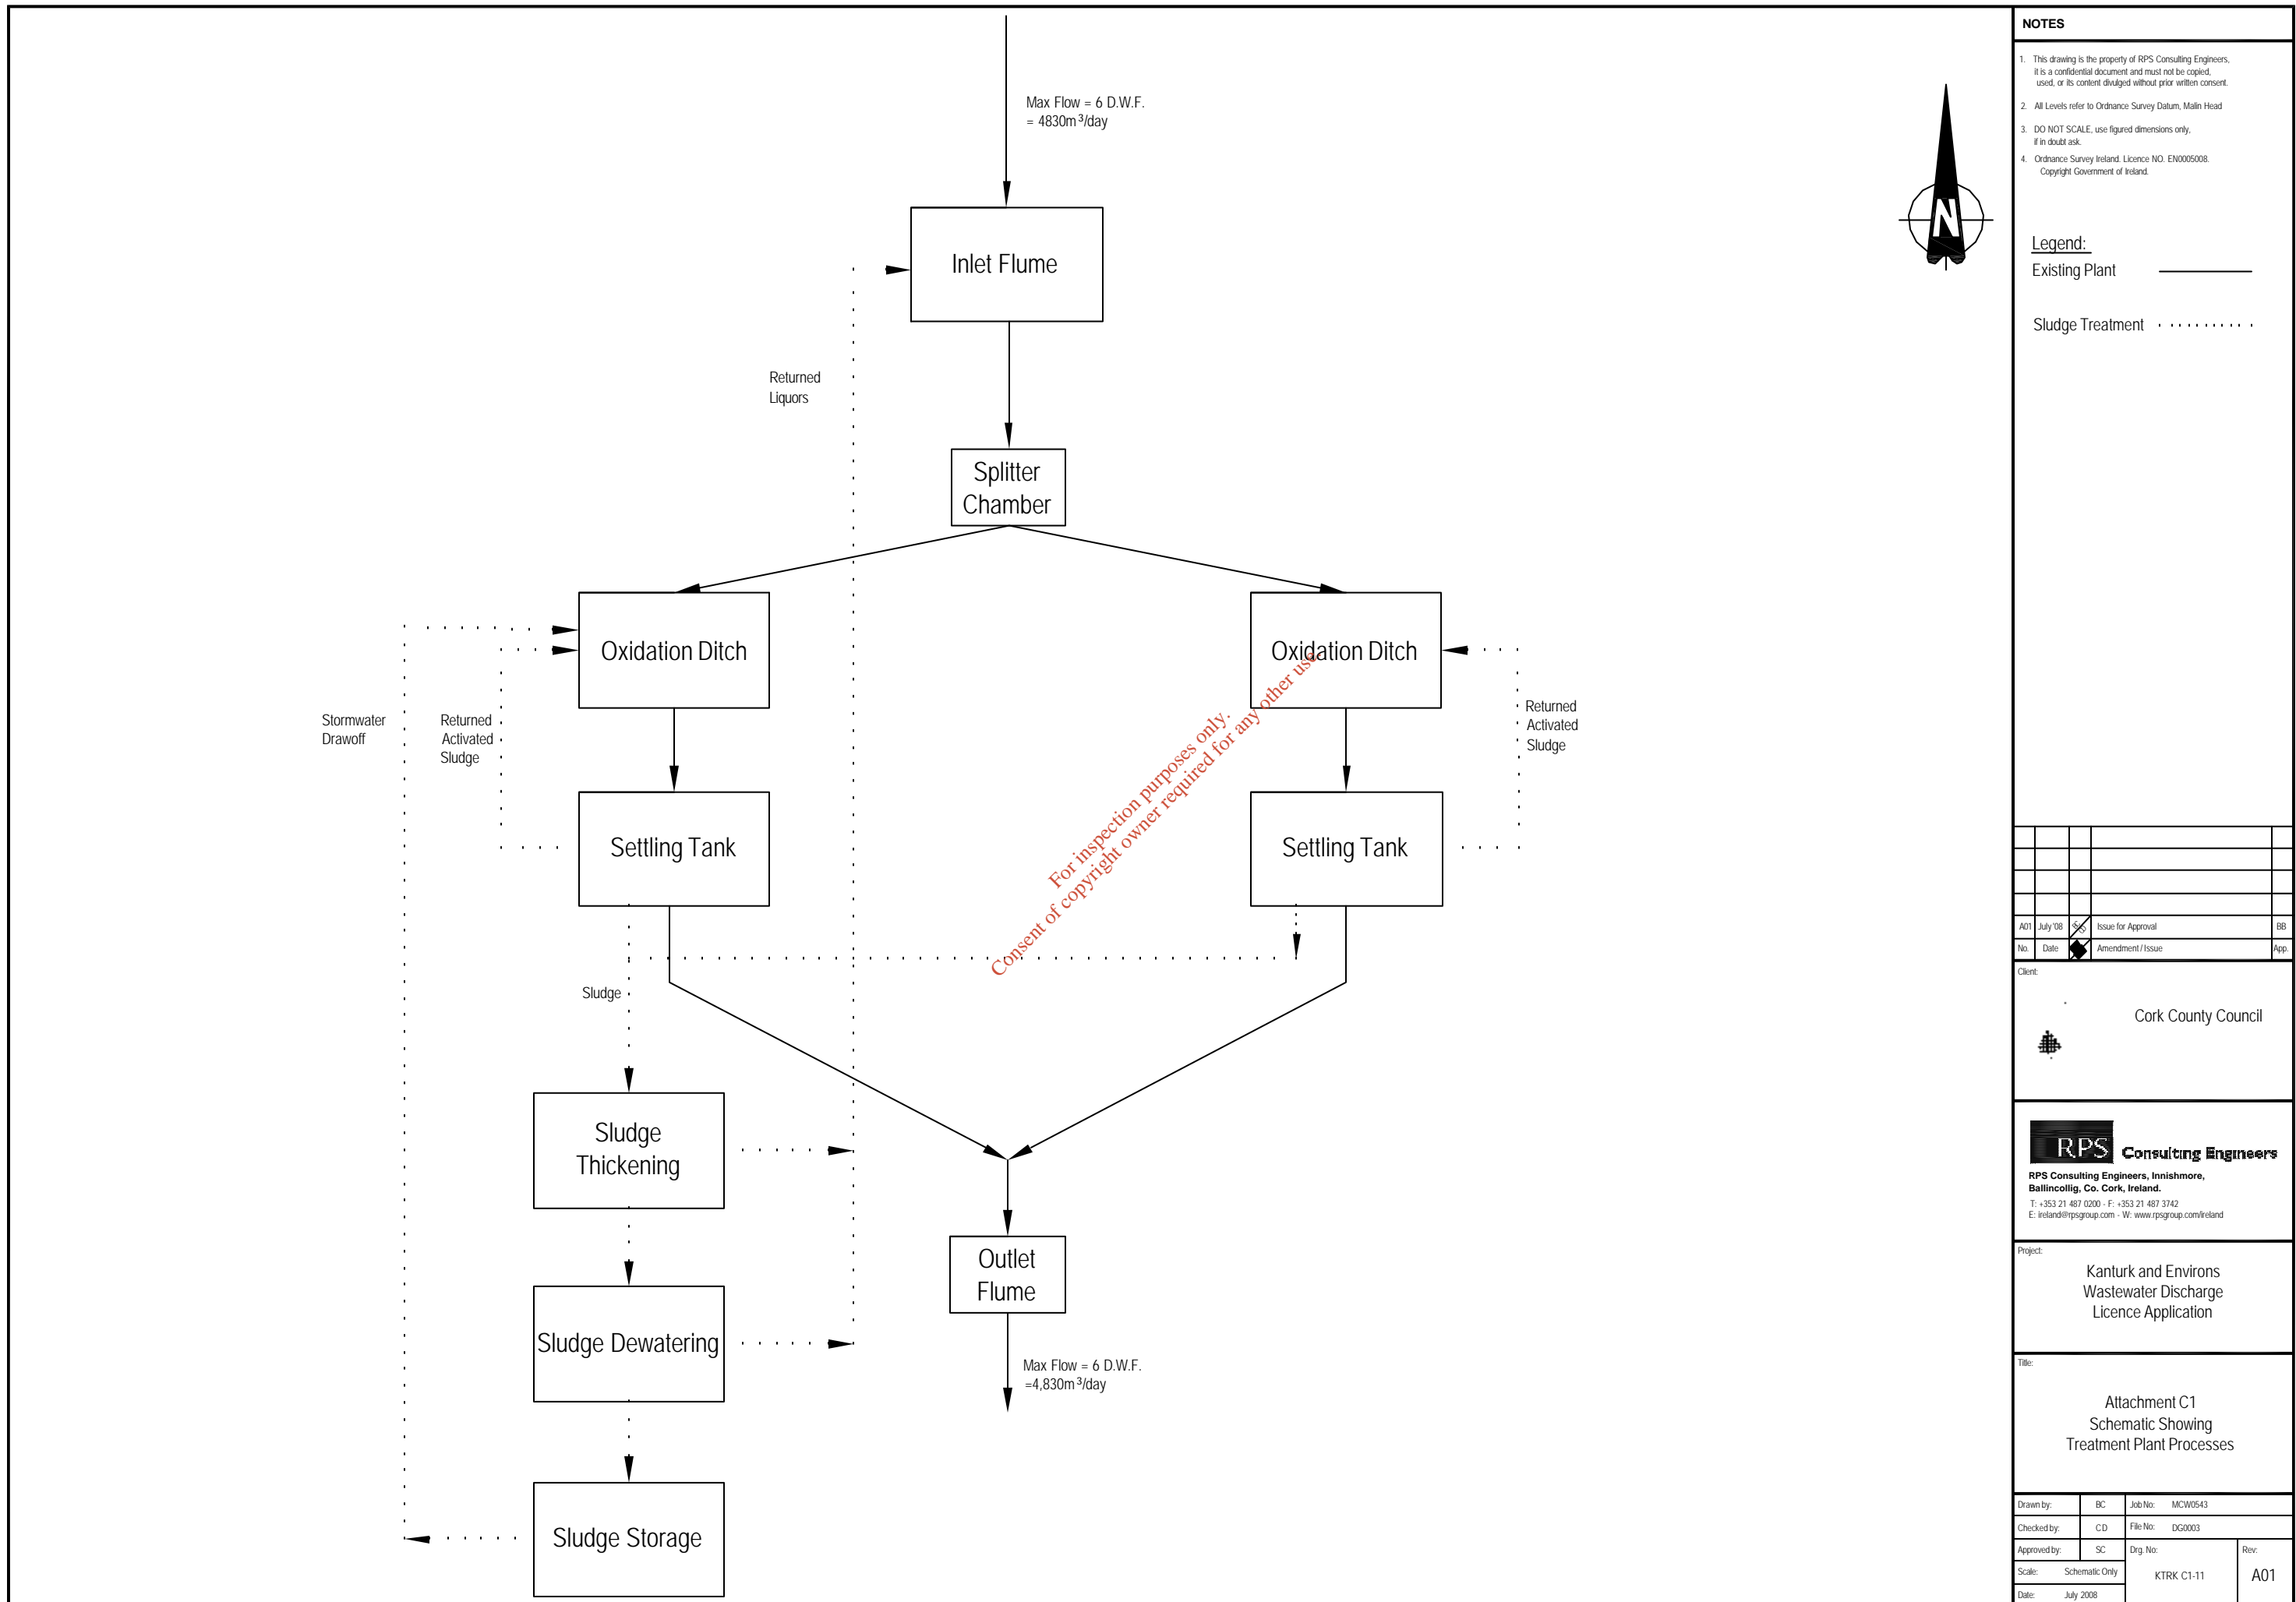 Max Flow = 6 D.W.F.
= 4830m³/day
Inlet Flume
Returned
Liquors
Splitter
Chamber
Oxidation Ditch
Oxidation Ditch
Stormwater
Drawoff
Returned
Activated
Sludge
Returned
Activated
Sludge
Settling Tank
Settling Tank
For inspection purposes only.
Consent of copyright owner required for any other use.
Sludge
Sludge
Thickening
Outlet
Flume
Sludge Dewatering
Max Flow = 6 D.W.F.
=4,830m³/day
Sludge Storage
N
NOTES
1. This drawing is the property of RPS Consulting Engineers,
it is a confidential document and must not be copied,
used, or its content divulged without prior written consent.
2. All Levels refer to Ordnance Survey Datum, Malin Head
3. DO NOT SCALE, use figured dimensions only,
if in doubt ask.
4. Ordnance Survey Ireland. Licence NO. EN0005008.
Copyright Government of Ireland.
Legend:
Existing Plant
Sludge Treatment
A01 July '08 Issue for Approval BB
No. Date Amendment / Issue App.
Client:
Cork County Council
RPS Consulting Engineers
RPS Consulting Engineers, Innishmore,
Ballincollig, Co. Cork, Ireland.
T: +353 21 487 0200 - F: +353 21 487 3742
E: ireland@rpsgroup.com - W: www.rpsgroup.com/ireland
Project:
Kanturk and Environs
Wastewater Discharge
Licence Application
Title:
Attachment C1
Schematic Showing
Treatment Plant Processes
Drawn by: BC Job No: MCW0543
Checked by: CD File No: DG0003
Approved by: SC Drg. No: Rev:
Scale: Schematic Only KTRK C1-11 A01
Date: July 2008